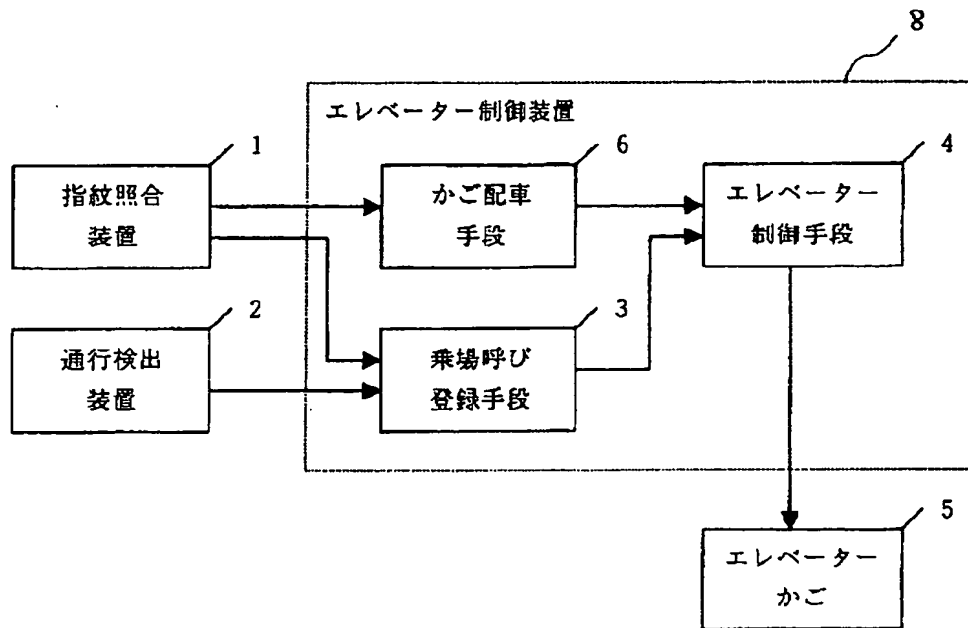 8
エレベーター制御装置
1
指紋照合
装置
6
かご配車
手段
4
エレベーター
制御手段
2
通行検出
装置
3
乗場呼び
登録手段
5
エレベーター
かご